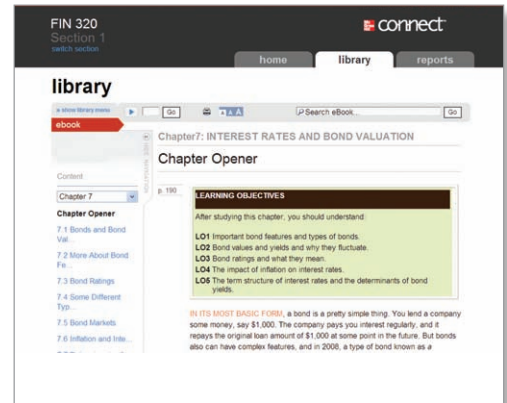 FIN 320
Section 1
switch section
connect
home
library
reports
library
show library menu
Go
A A A
Search eBook...
Go
ebook
Chapter7: INTEREST RATES AND BOND VALUATION
Chapter Opener
Content
Chapter 7
p. 190
LEARNING OBJECTIVES
After studying this chapter, you should understand:
LO1 Important bond features and types of bonds.
LO2 Bond values and yields and why they fluctuate.
LO3 Bond ratings and what they mean.
LO4 The impact of inflation on interest rates.
LO5 The term structure of interest rates and the determinants of bond
yields.
Chapter Opener
7.1 Bonds and Bond
Val...
7.2 More About Bond
Fe...
7.3 Bond Ratings
7.4 Some Different
Typ...
7.5 Bond Markets
7.6 Inflation and Inte...
IN ITS MOST BASIC FORM, a bond is a pretty simple thing. You lend a company
some money, say $1,000. The company pays you interest regularly, and it
repays the original loan amount of $1,000 at some point in the future. But bonds
also can have complex features, and in 2008, a type of bond known as a